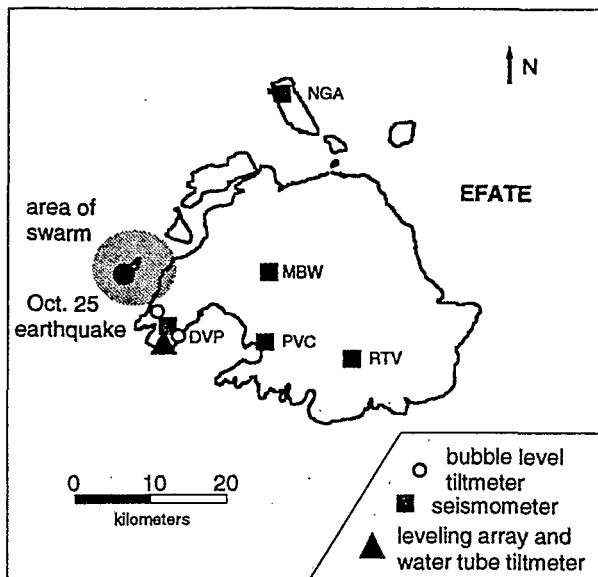 N
NGA
EFATE
area of
swarm
MBW
Oct. 25
earthquake
DVP
PVC
RTV
0 10 20
kilometers
bubble level
tiltmeter
seismometer
leveling array and
water tube tiltmeter